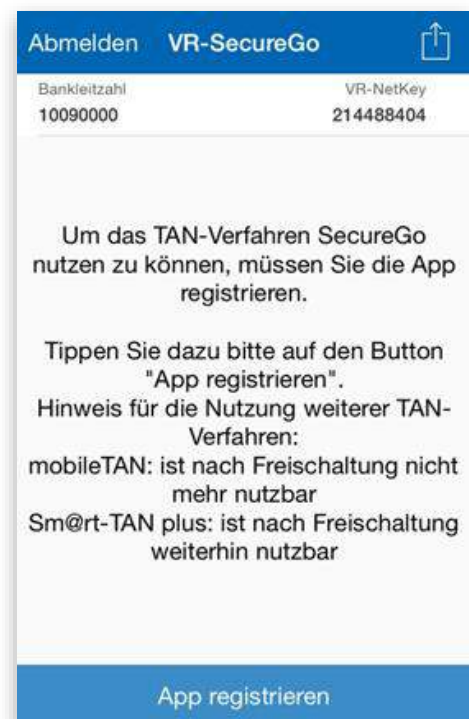 Abmelden VR-SecureGo
Bankleitzahl VR-NetKey
10090000 214488404
Um das TAN-Verfahren SecureGo
nutzen zu können, müssen Sie die App
registrieren.
Tippen Sie dazu bitte auf den Button
"App registrieren".
Hinweis für die Nutzung weiterer TAN-
Verfahren:
mobileTAN: ist nach Freischaltung nicht
mehr nutzbar
Sm@rt-TAN plus: ist nach Freischaltung
weiterhin nutzbar
App registrieren